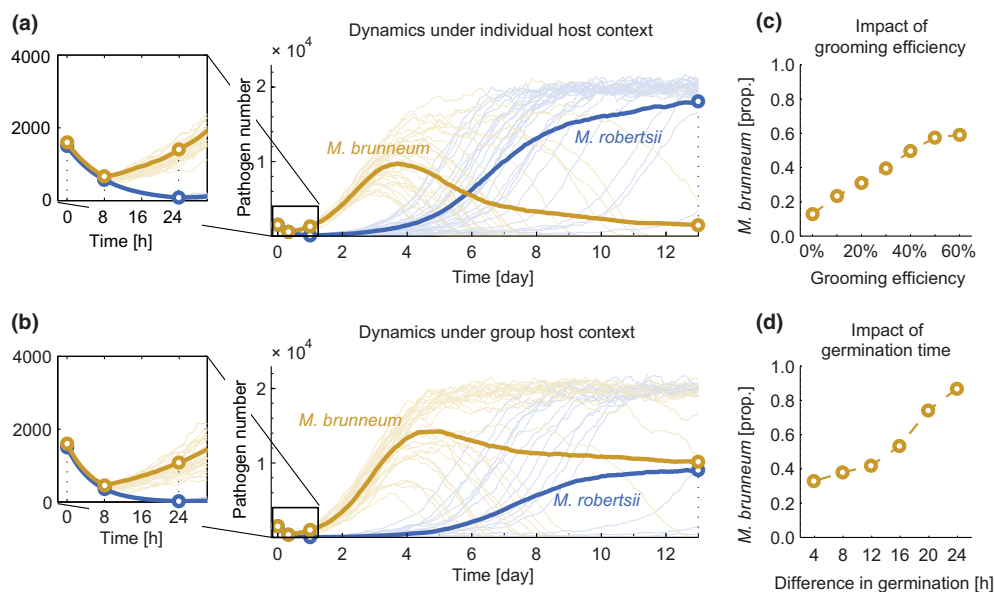 (a)
4000
2000
0
0 8 16 24
Time [h]
Dynamics under individual host context
× 10⁴
2
1
Pathogen number
M. brunneum
M. robertsii
0 2 4 6 8 10 12
Time [day]
(b)
4000
2000
0
0 8 16 24
Time [h]
Dynamics under group host context
× 10⁴
2
1
Pathogen number
M. brunneum
M. robertsii
0 2 4 6 8 10 12
Time [day]
(c)
Impact of
grooming efficiency
1.0
0.8
0.6
0.4
0.2
0.0
M. brunneum [prop.]
0% 20% 40% 60%
Grooming efficiency
(d)
Impact of
germination time
1.0
0.8
0.6
0.4
0.2
0.0
M. brunneum [prop.]
4 8 12 16 20 24
Difference in germination [h]